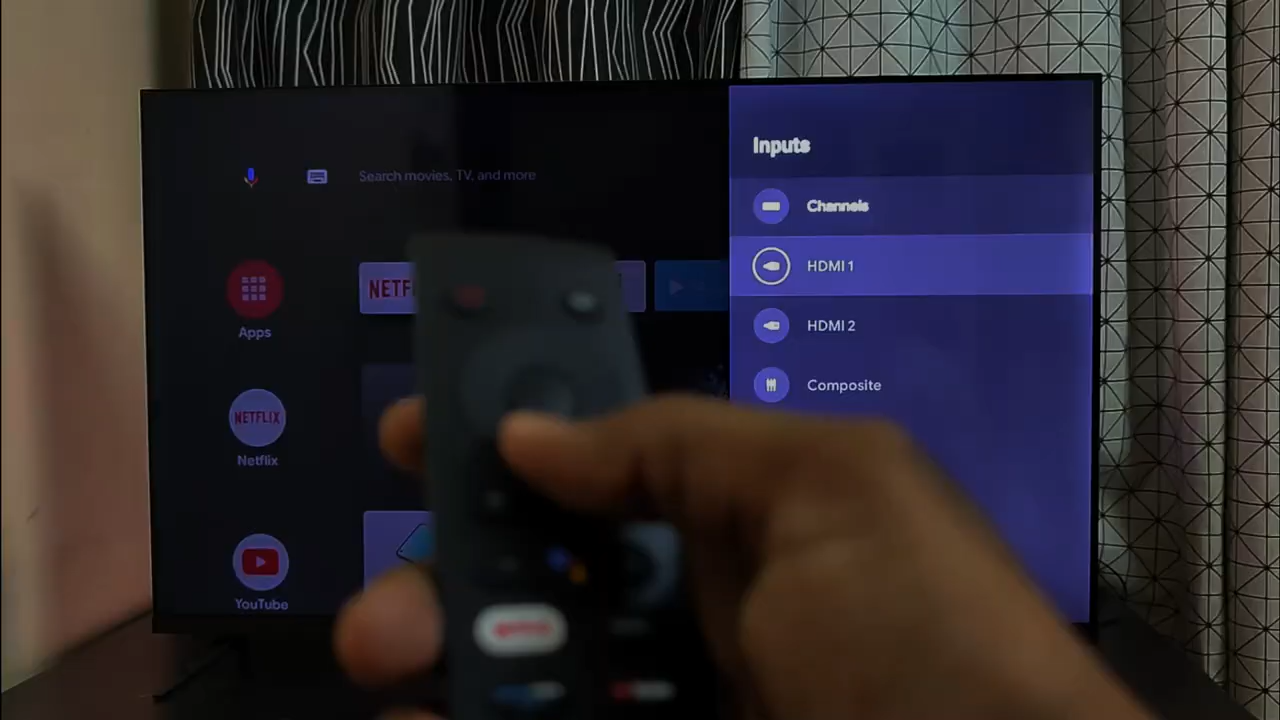 Search movies, TV, and more
Inputs
Channels
HDMI 1
HDMI 2
Composite
Apps
NETFLIX
Netflix
YouTube